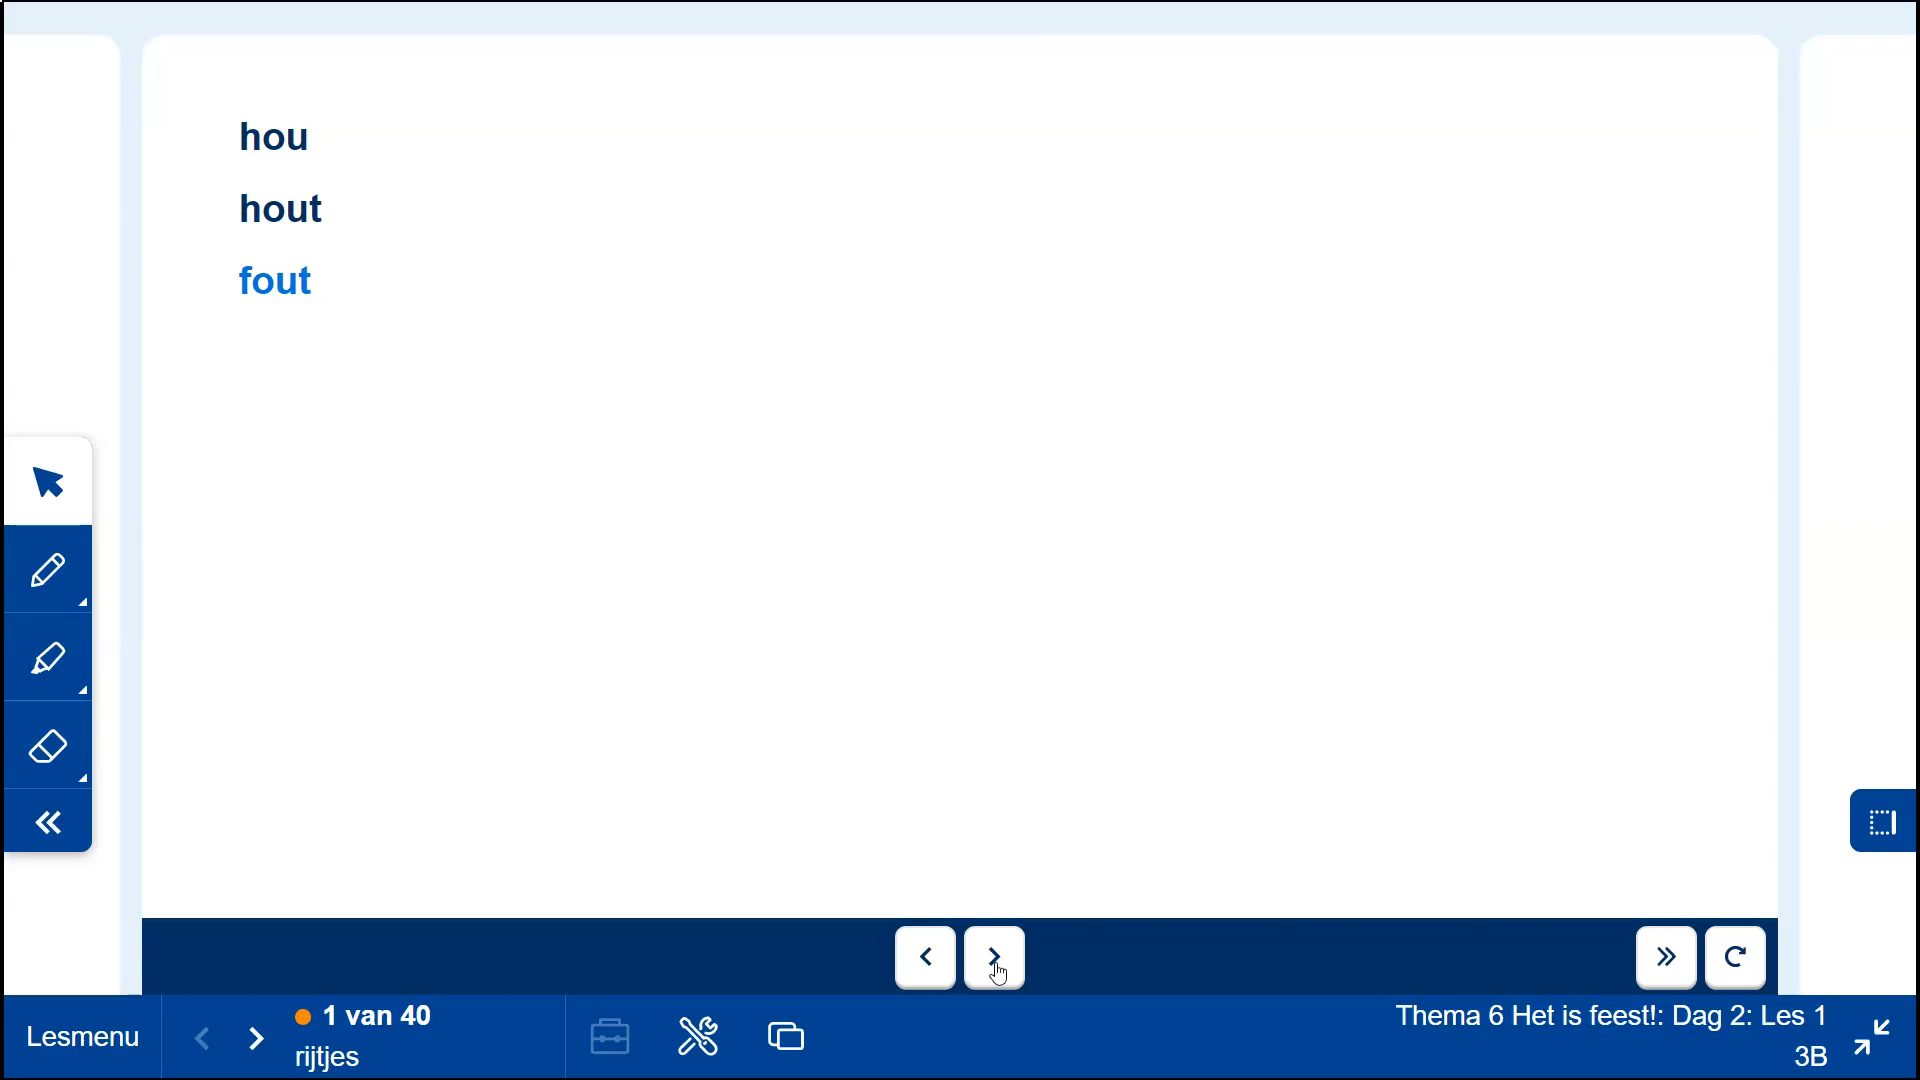 hou
hout
fout
Lesmenu
1 van 40
rijtjes
Thema 6 Het is feest!: Dag 2: Les 1
3B